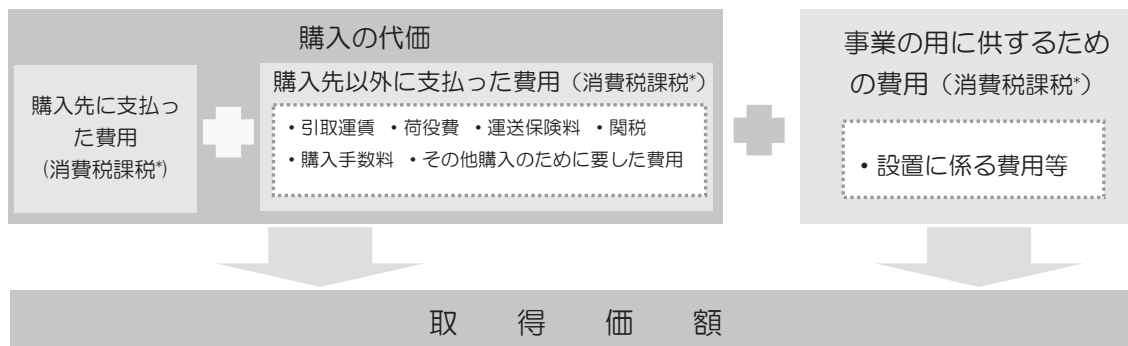 購入の代価
購入先に支払っ
た費用
(消費税課税*)
購入先以外に支払った費用（消費税課税*）
・引取運賃 ・荷役費 ・運送保険料 ・関税
・購入手数料 ・その他購入のために要した費用
事業の用に供するため
の費用（消費税課税*）
・設置に係る費用等
取得価額